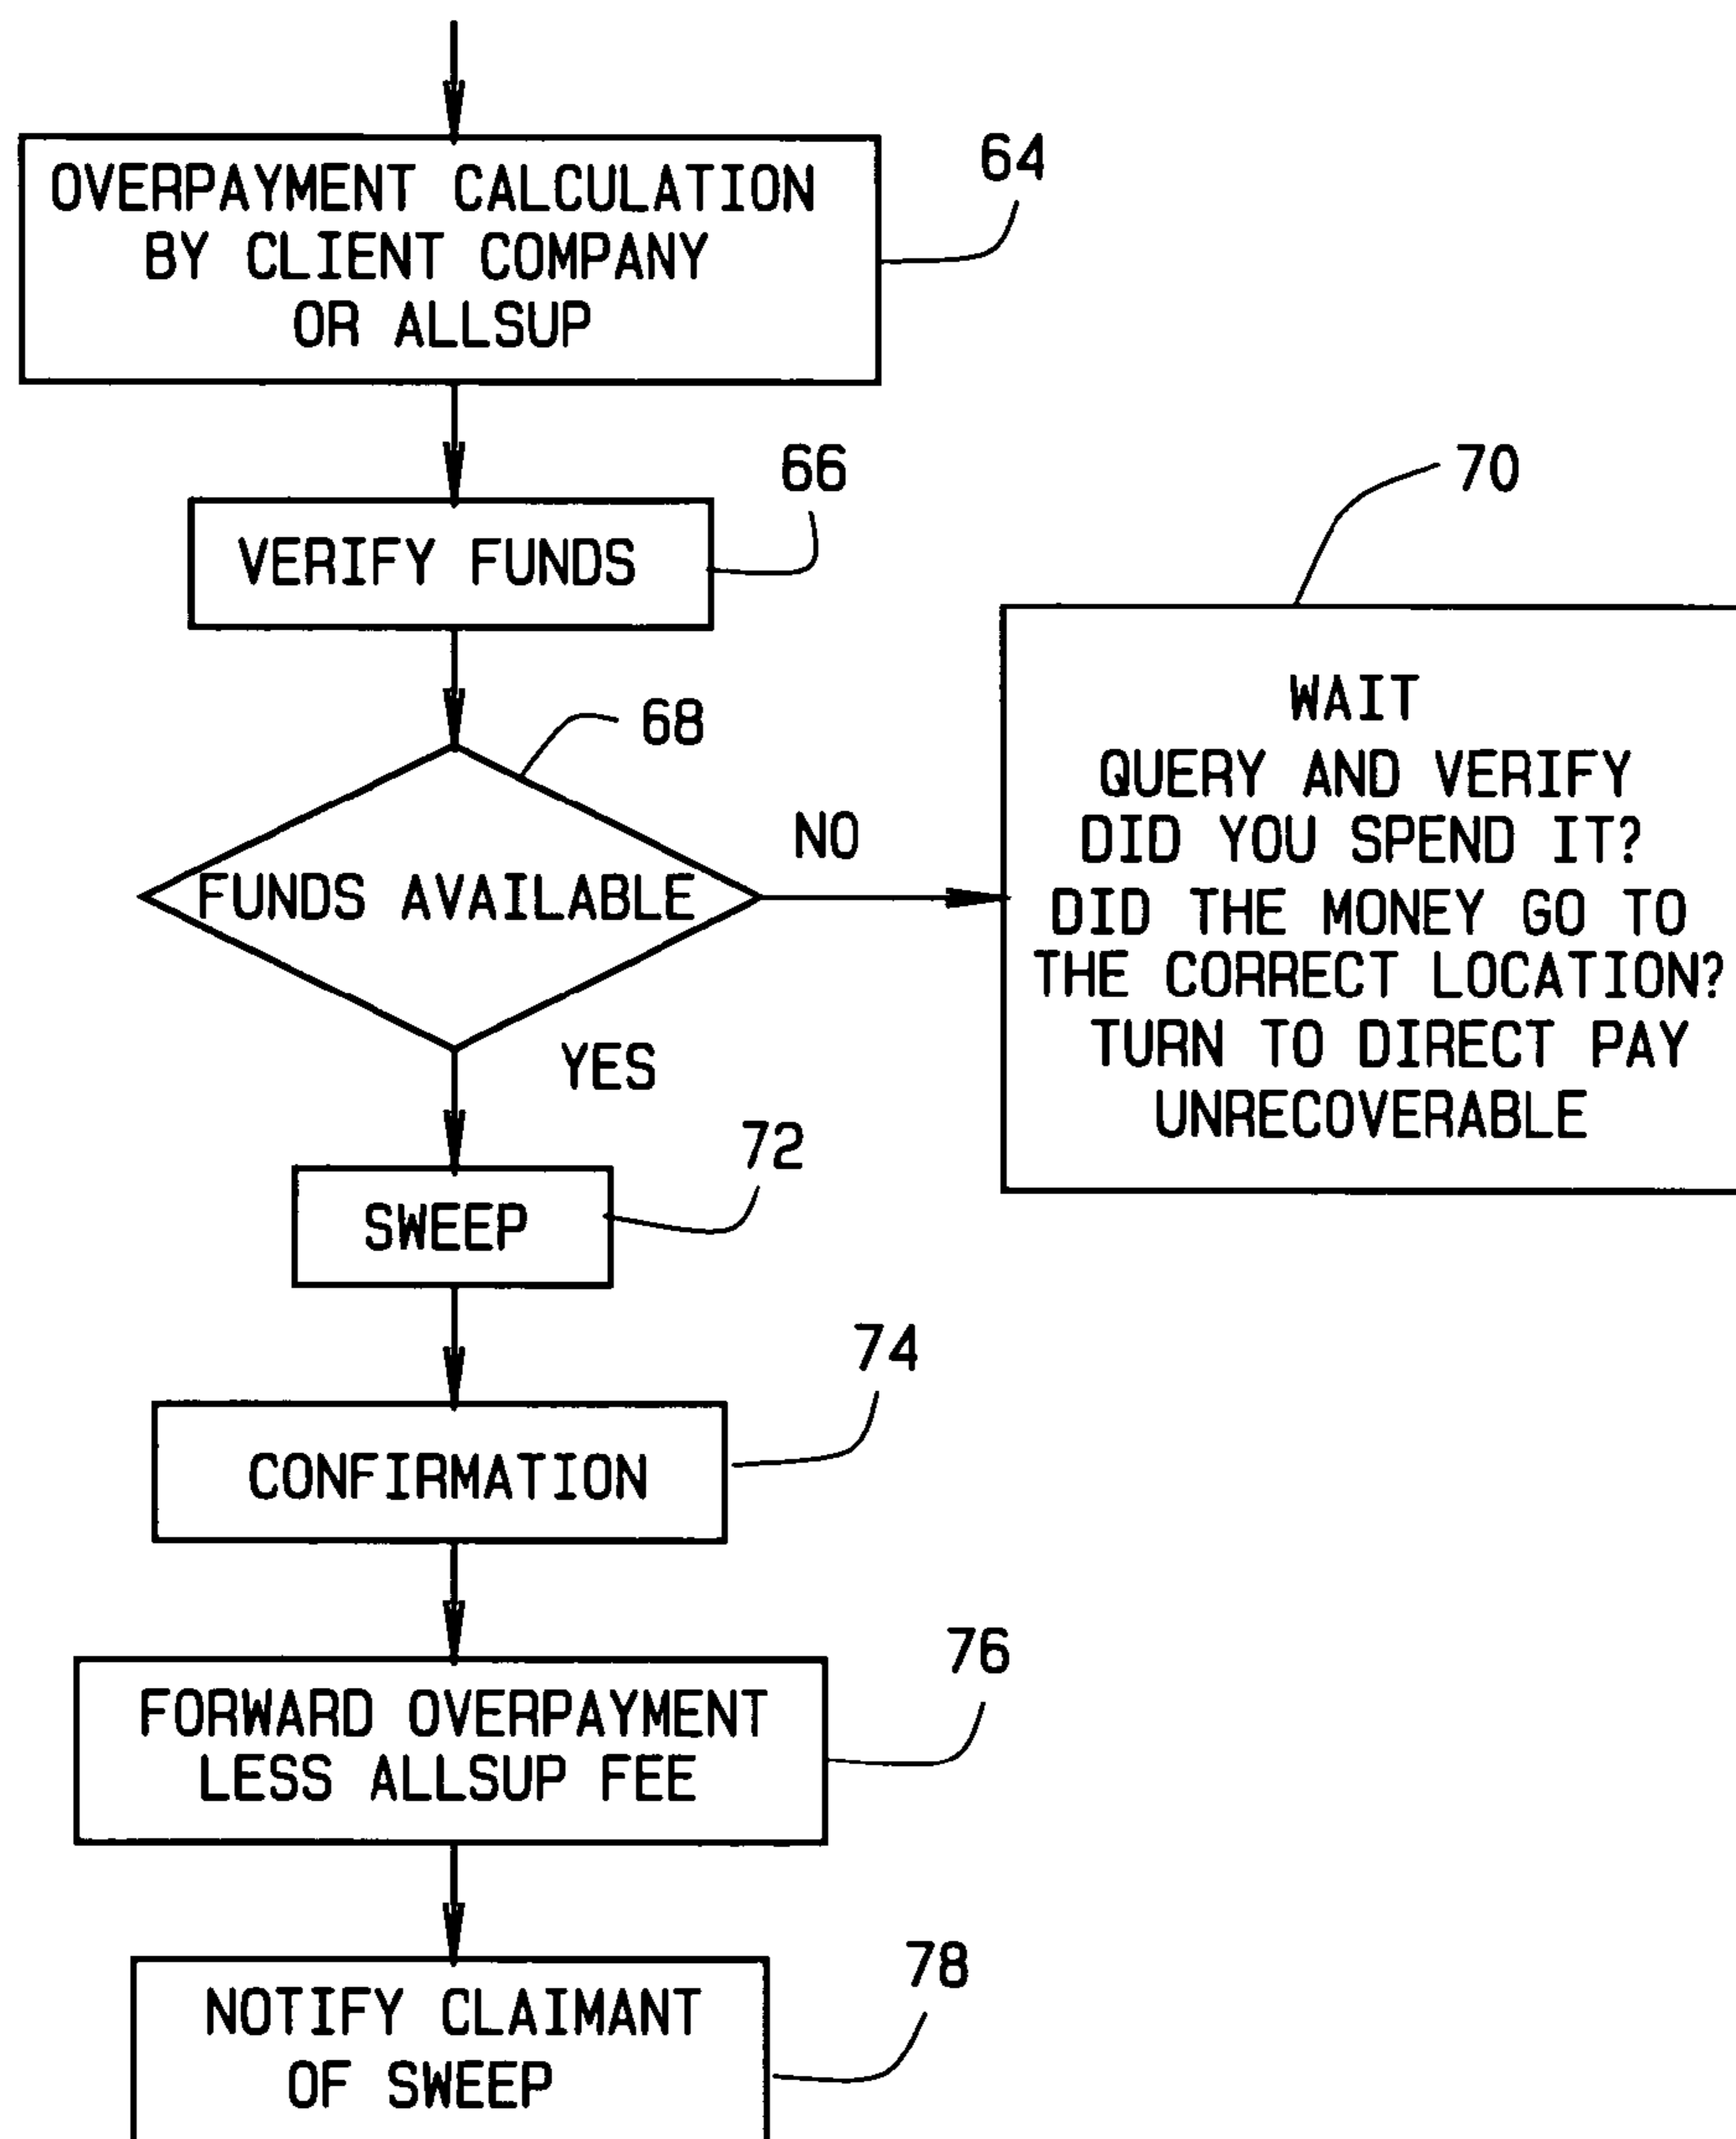 OVERPAYMENT CALCULATION
BY CLIENT COMPANY
OR ALLSUP
64
VERIFY FUNDS
66
FUNDS AVAILABLE
68
NO
WAIT
QUERY AND VERIFY
DID YOU SPEND IT?
DID THE MONEY GO TO
THE CORRECT LOCATION?
TURN TO DIRECT PAY
UNRECOVERABLE
70
YES
SWEEP
72
CONFIRMATION
74
FORWARD OVERPAYMENT
LESS ALLSUP FEE
76
NOTIFY CLAIMANT
OF SWEEP
78